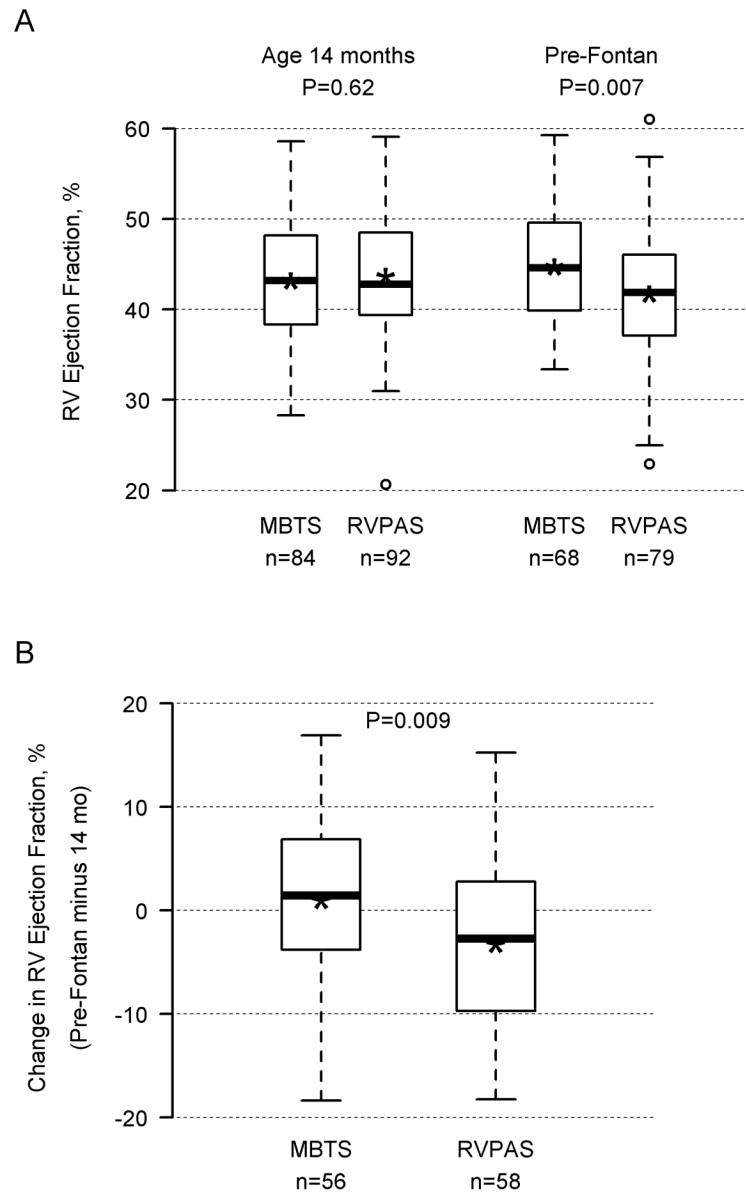 A
Age 14 months Pre-Fontan
P=0.62 P=0.007
RV Ejection Fraction, %
60
50
40
30
20
MBTS RVPAS MBTS RVPAS
n=84 n=92 n=68 n=79
B
Change in RV Ejection Fraction, %
(Pre-Fontan minus 14 mo)
P=0.009
20
10
0
-10
-20
MBTS RVPAS
n=56 n=58